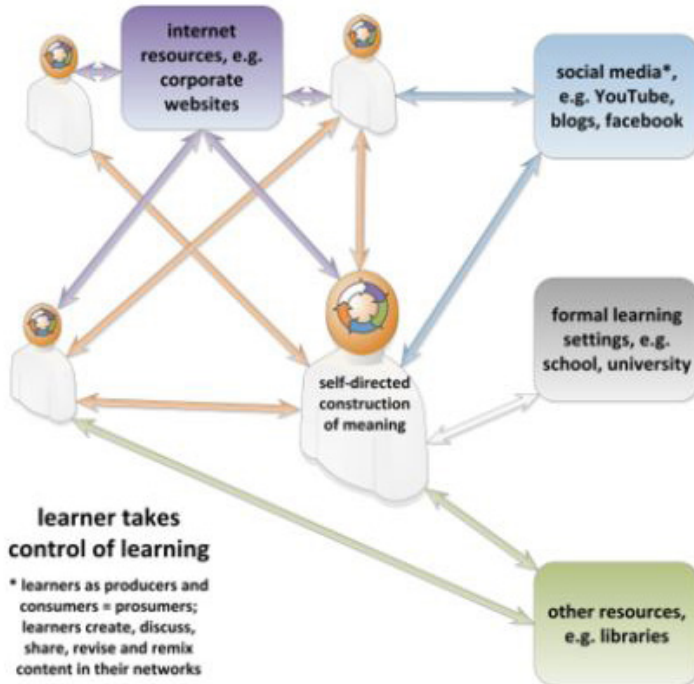 internet
resources, e.g.
corporate
websites
social media*,
e.g. YouTube,
blogs, facebook
formal learning
settings, e.g.
school, university
self-directed
construction
of meaning
learner takes
control of learning
* learners as producers and
consumers = prosumers;
learners create, discuss,
share, revise and remix
content in their networks
other resources,
e.g. libraries